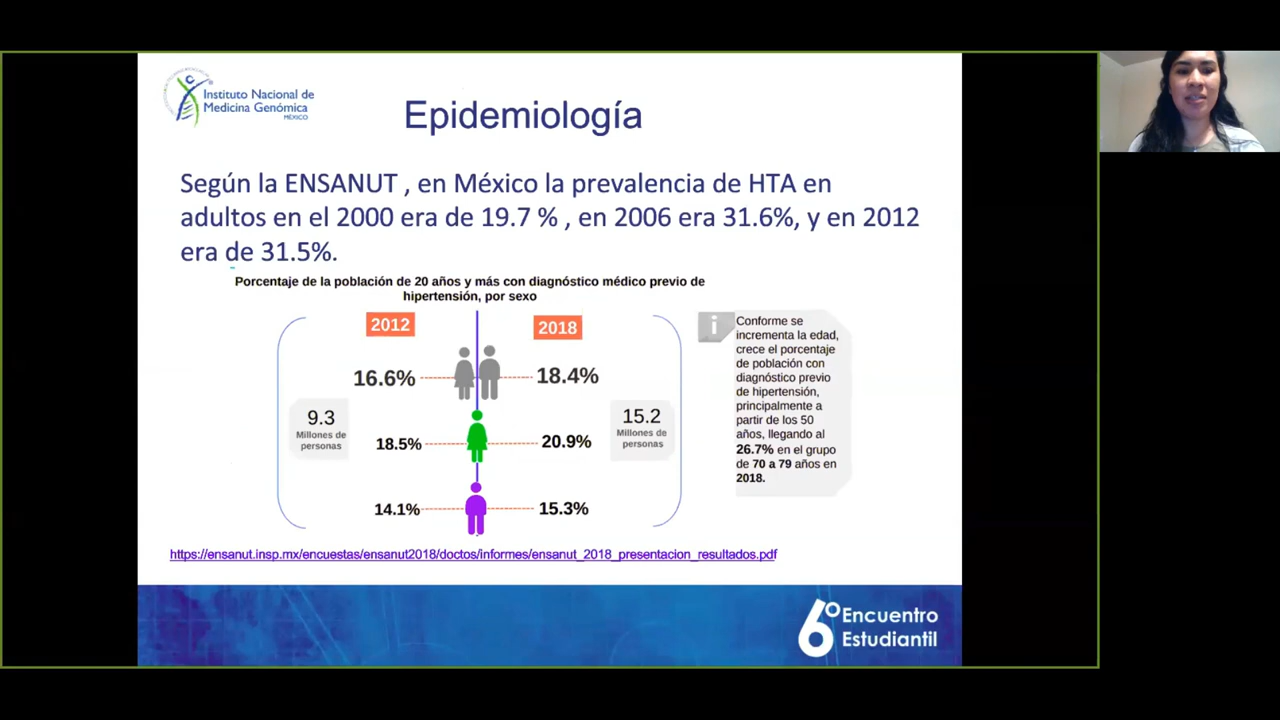 Instituto Nacional de
Medicina Genómica
MÉXICO
Epidemiología
Según la ENSANUT , en México la prevalencia de HTA en
adultos en el 2000 era de 19.7 % , en 2006 era 31.6%, y en 2012
era de 31.5%.
Porcentaje de la población de 20 años y más con diagnóstico médico previo de
hipertensión, por sexo
2012
2018
16.6%
18.4%
9.3
Millones de
personas
15.2
Millones de
personas
18.5%
20.9%
14.1%
15.3%
i
Conforme se
incrementa la edad,
crece el porcentaje
de población con
diagnóstico previo
de hipertensión,
principalmente a
partir de los 50
años, llegando al
26.7% en el grupo
de 70 a 79 años en
2018.
https://ensanut.insp.mx/encuestas/ensanut2018/doctos/informes/ensanut_2018_presentacion_resultados.pdf
6º Encuentro
Estudiantil